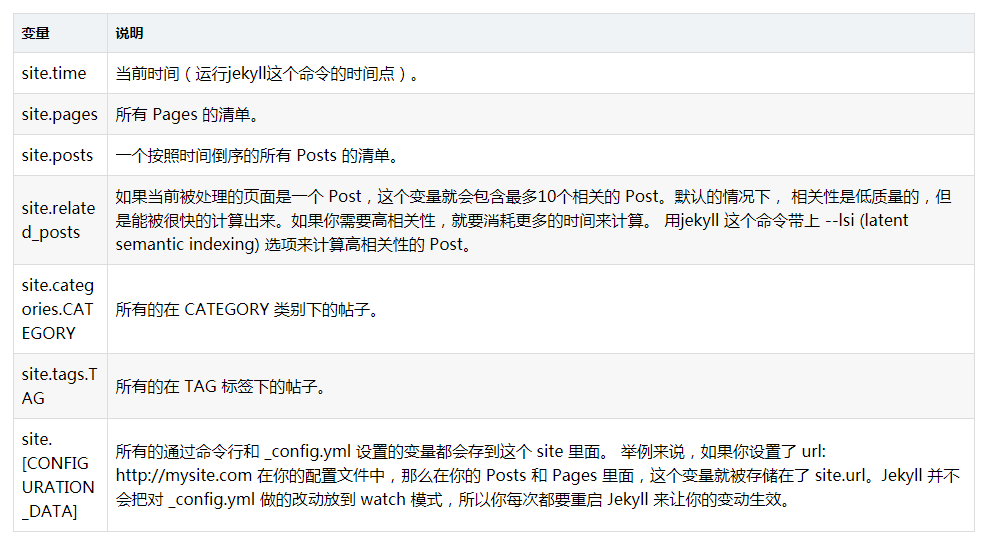 变量 说明
site.time 当前时间（运行jekyll这个命令的时间点）。
site.pages 所有 Pages 的清单。
site.posts 一个按照时间倒序的所有 Posts 的清单。
site.relate
d_posts
如果当前被处理的页面是一个 Post，这个变量就会包含最多10个相关的 Post。默认的情况下， 相关性是低质量的，但
是能被很快的计算出来。如果你需要高相关性，就要消耗更多的时间来计算。 用jekyll 这个命令带上 --lsi (latent
semantic indexing) 选项来计算高相关性的 Post。
site.categ
ories.CAT
EGORY
所有的在 CATEGORY 类别下的帖子。
site.tags.T
AG
所有的在 TAG 标签下的帖子。
site.
[CONFIG
URATION
_DATA]
所有的通过命令行和 _config.yml 设置的变量都会存到这个 site 里面。 举例来说，如果你设置了 url:
http://mysite.com 在你的配置文件中，那么在你的 Posts 和 Pages 里面，这个变量就被存储在了 site.url。Jekyll 并不
会把对 _config.yml 做的改动放到 watch 模式，所以你每次都要重启 Jekyll 来让你的变动生效。